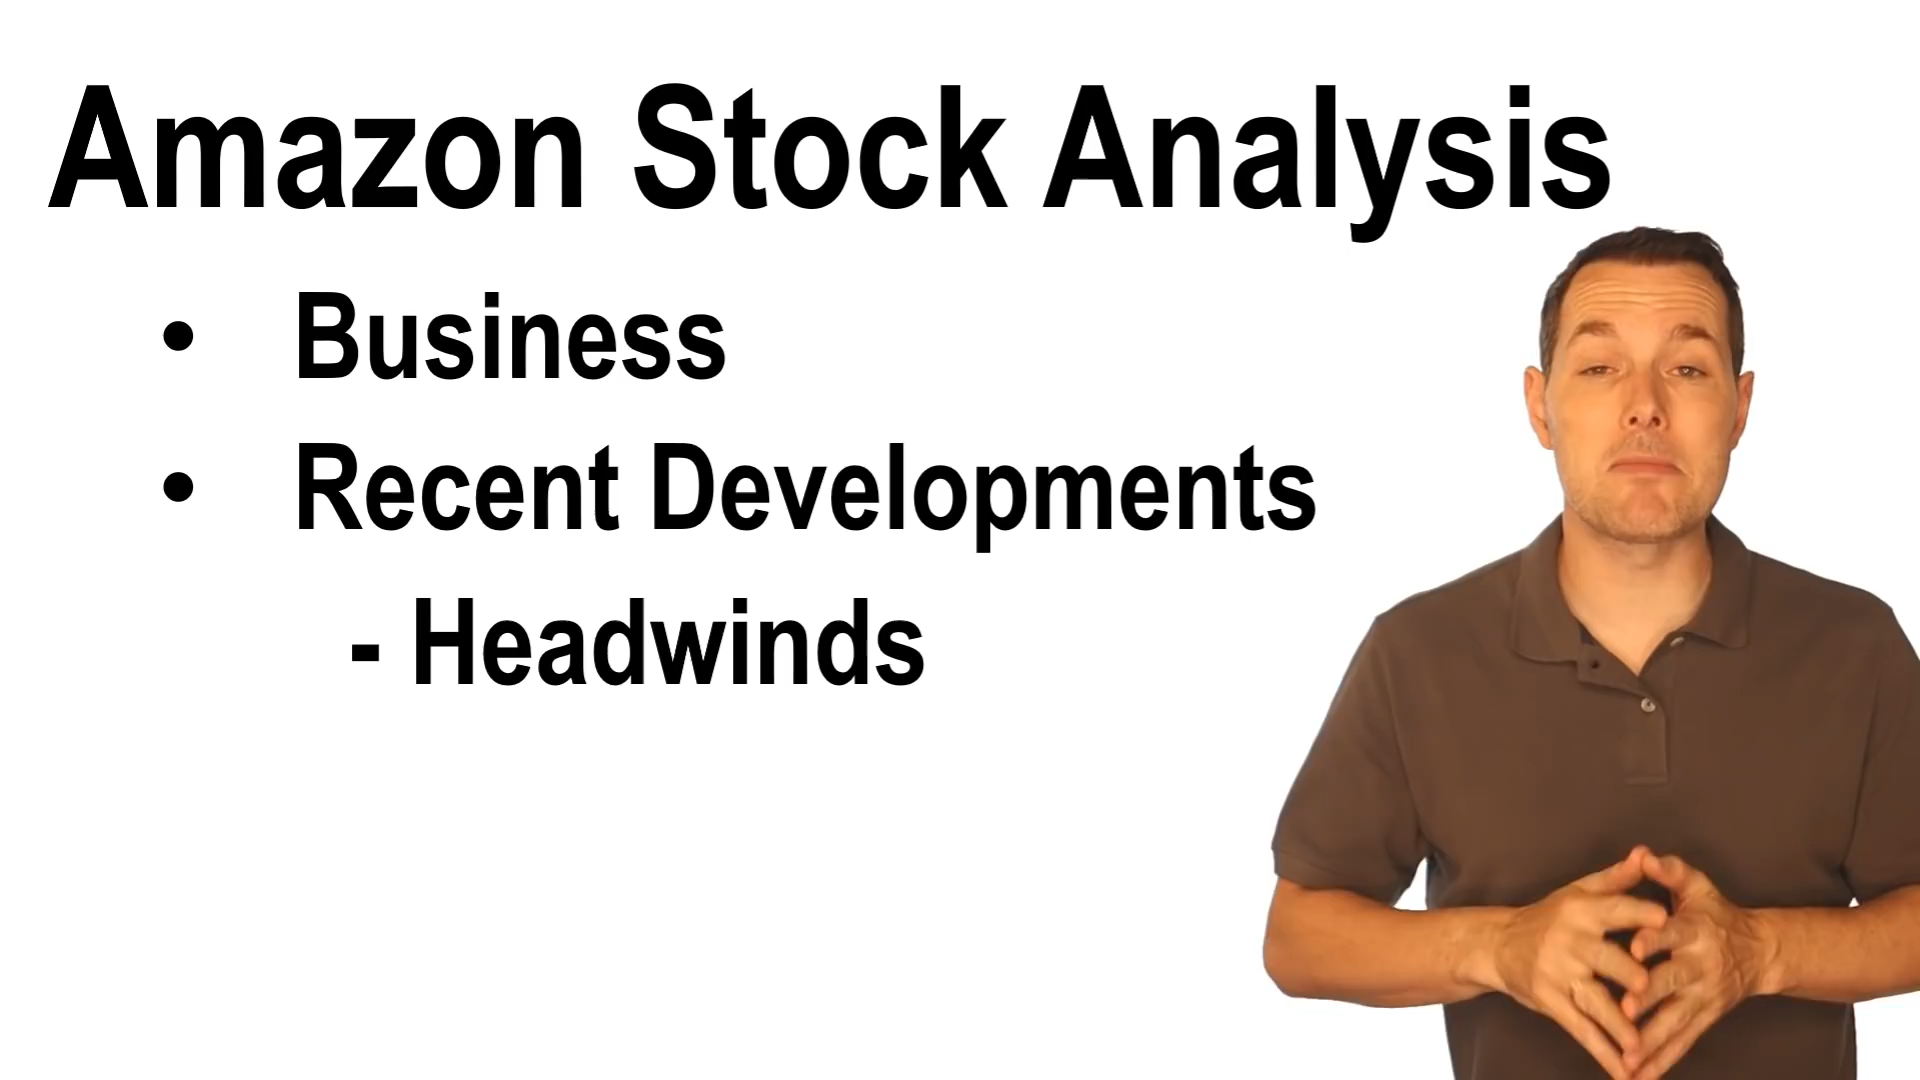 Amazon Stock Analysis
• Business
• Recent Developments
- Headwinds